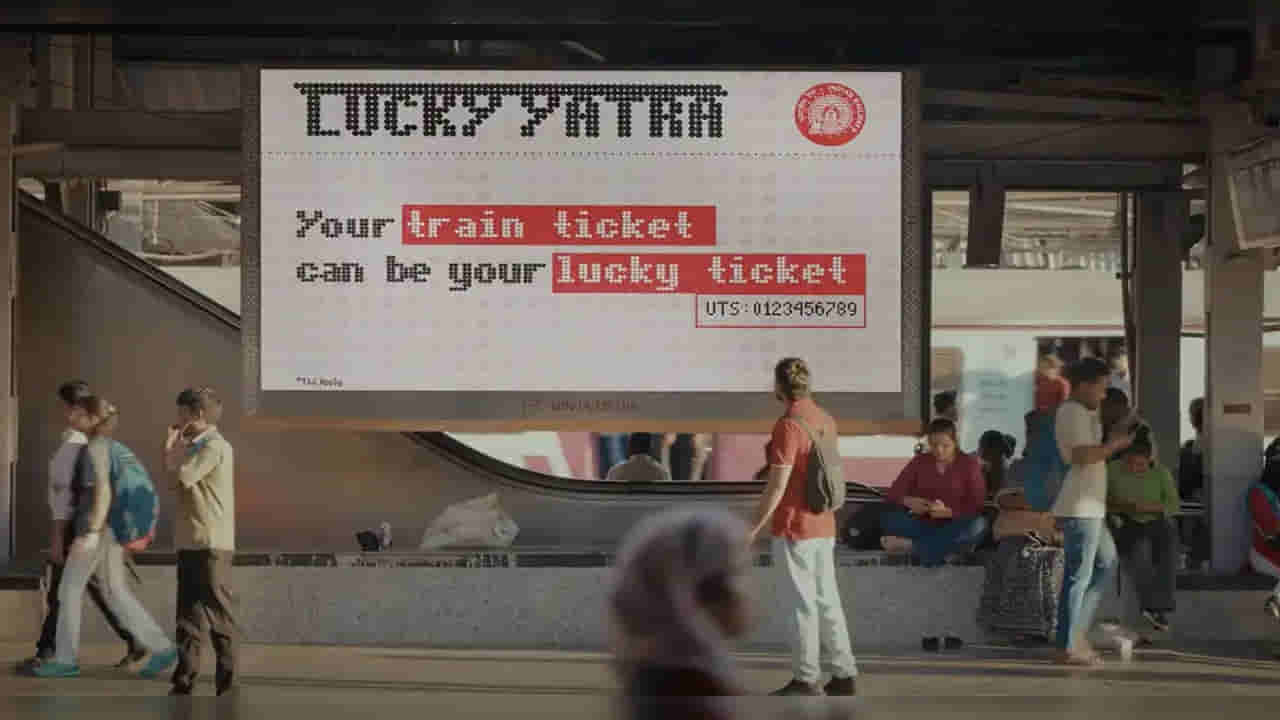 LUCKY YATRA
Your train ticket
can be your lucky ticket
UTS:0123456789